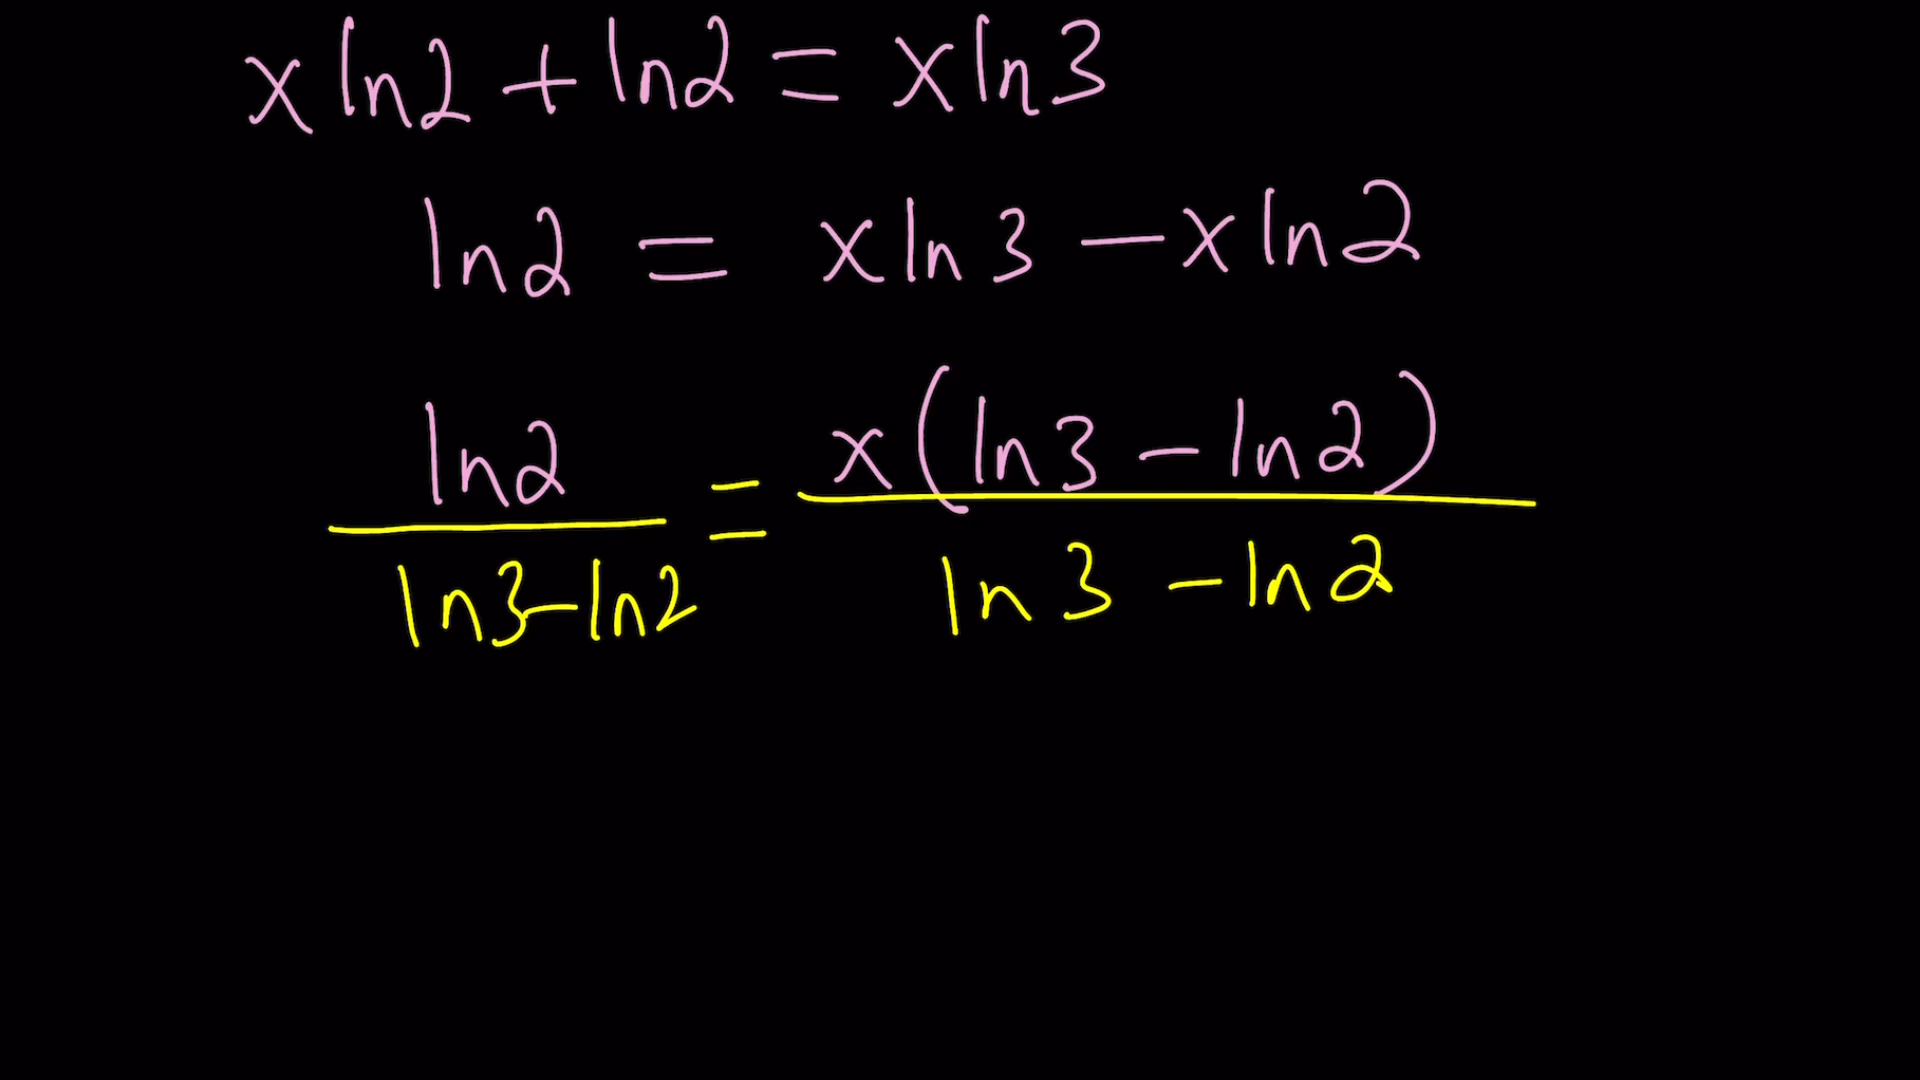 x ln2 + ln2 = x ln3
ln2 = x ln3 - x ln2
ln2 = x(ln3 - ln2)
ln3 - ln2 ln3 - ln2